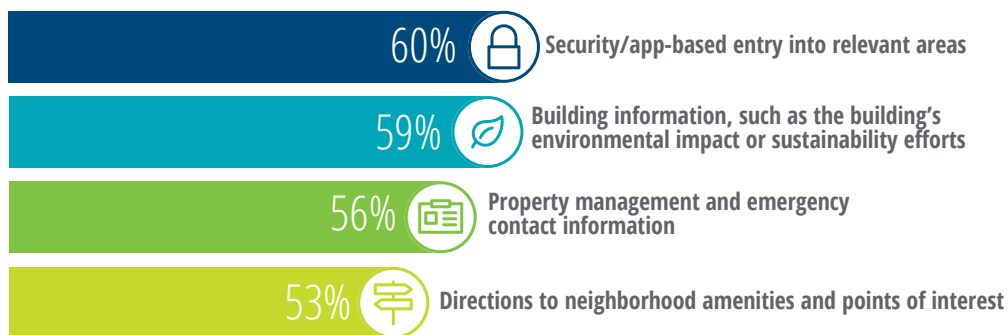 60%
Security/app-based entry into relevant areas
59%
Building information, such as the building’s
environmental impact or sustainability efforts
56%
Property management and emergency
contact information
53%
Directions to neighborhood amenities and points of interest